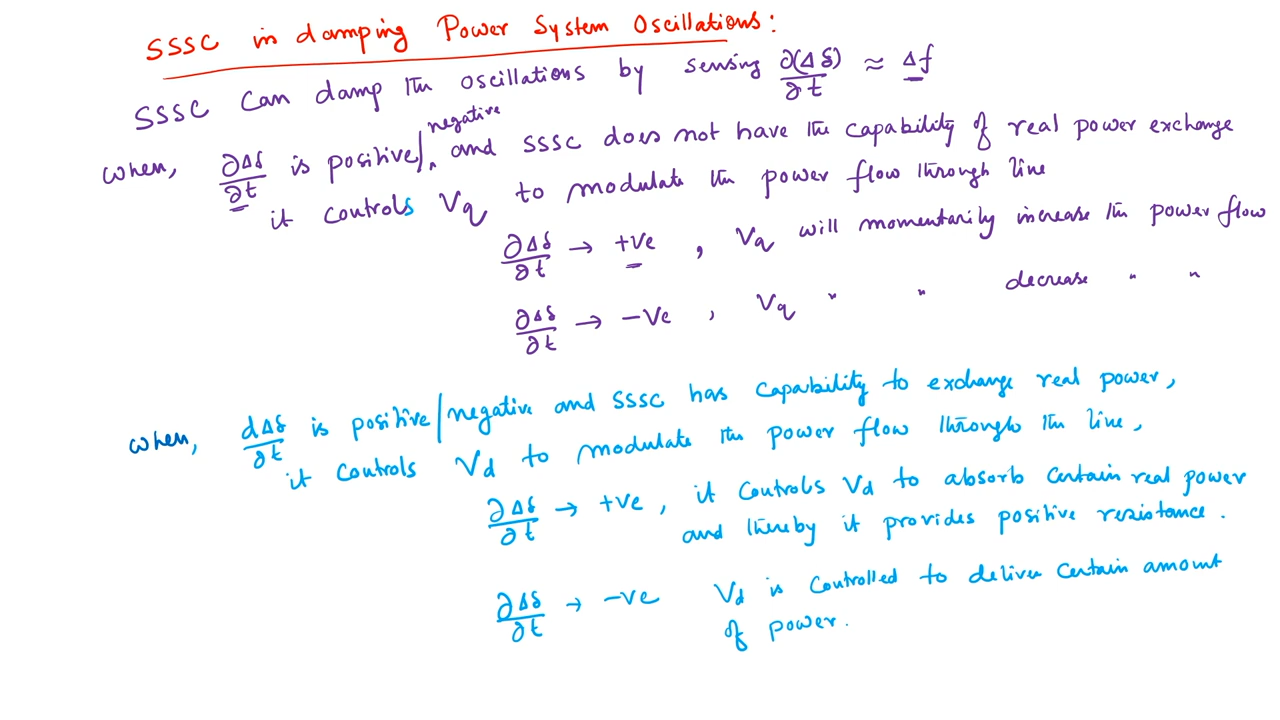 SSSC in damping Power System Oscillations:
SSSC Can damp the oscillations by sensing ∂(Δδ)/∂t ≈ Δf
when, ∂Δδ/∂t is positive/negative and SSSC does not have the capability of real power exchange
it controls Vq to modulate the power flow through line
∂Δδ/∂t → +ve , Vq will momentarily increase the power flow
∂Δδ/∂t → -Ve , Vq " " decrease " "
when, dΔδ/∂t is positive/negative and SSSC has capability to exchange real power,
it controls Vd to modulate the power flow through the line,
∂Δδ/∂t → +ve , it controls Vd to absorb certain real power
and thereby it provides positive resistance.
∂Δδ/∂t → -ve Vd is controlled to deliver certain amount
of power.